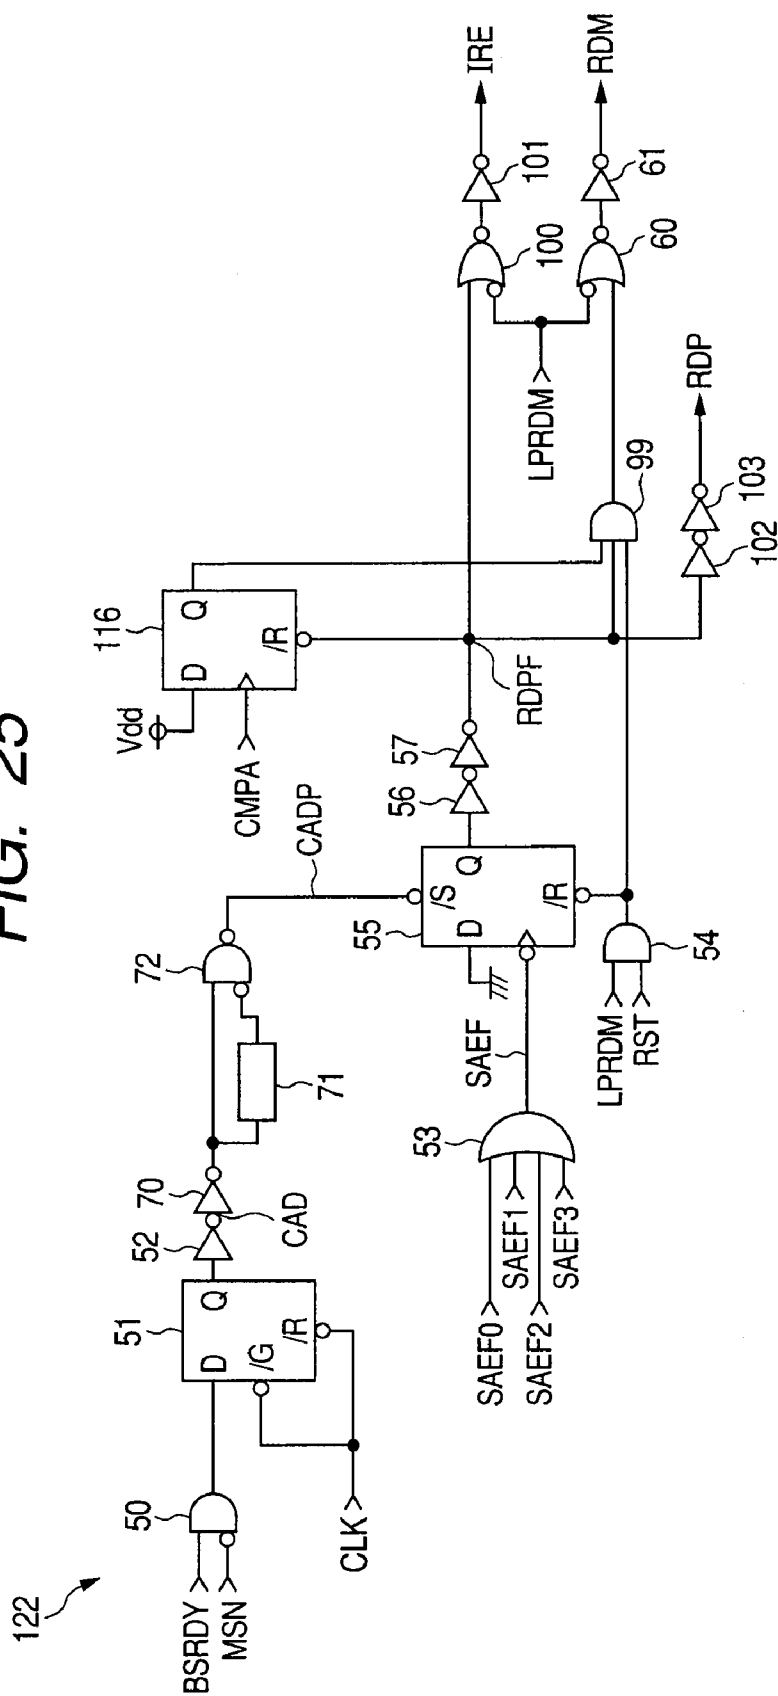 FIG. 25
122
BSRDY
MSN
50
CLK
51
D
Q
/G
/R
52
CAD
70
71
72
CADP
SAEF0
SAEF1
SAEF2
SAEF3
53
SAEF
LPRDM
RST
54
55
/S
D
Q
/R
56
57
RDPF
Vdd
CMPA
116
D
Q
/R
99
LPRDM
100
101
IRE
60
61
RDM
102
103
RDP